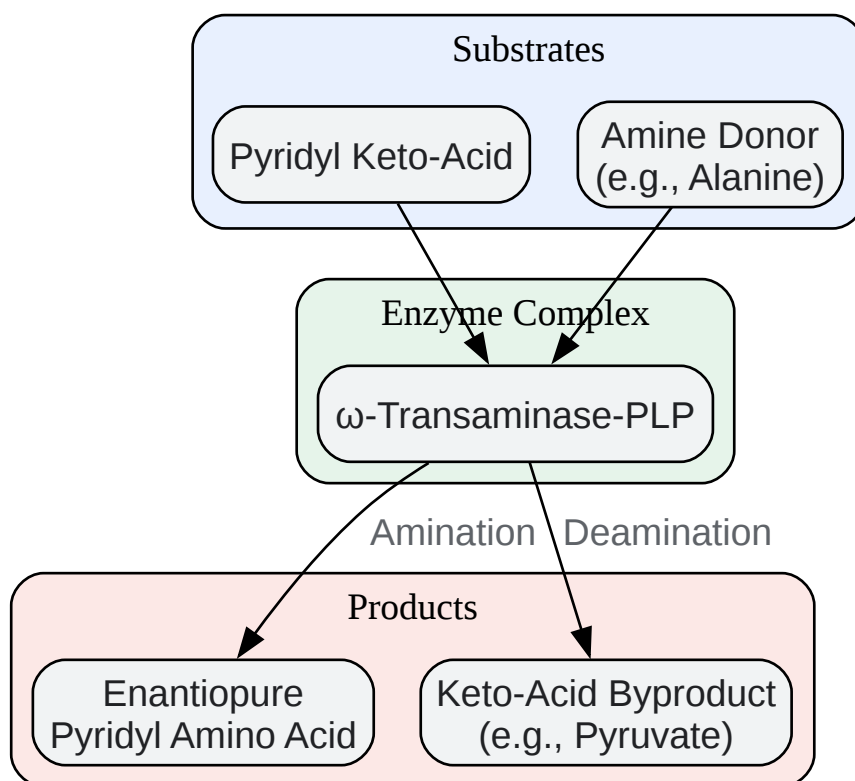 Substrates
Pyridyl Keto-Acid
Amine Donor
(e.g., Alanine)
Enzyme Complex
ω-Transaminase-PLP
Amination
Deamination
Products
Enantiopure
Pyridyl Amino Acid
Keto-Acid Byproduct
(e.g., Pyruvate)